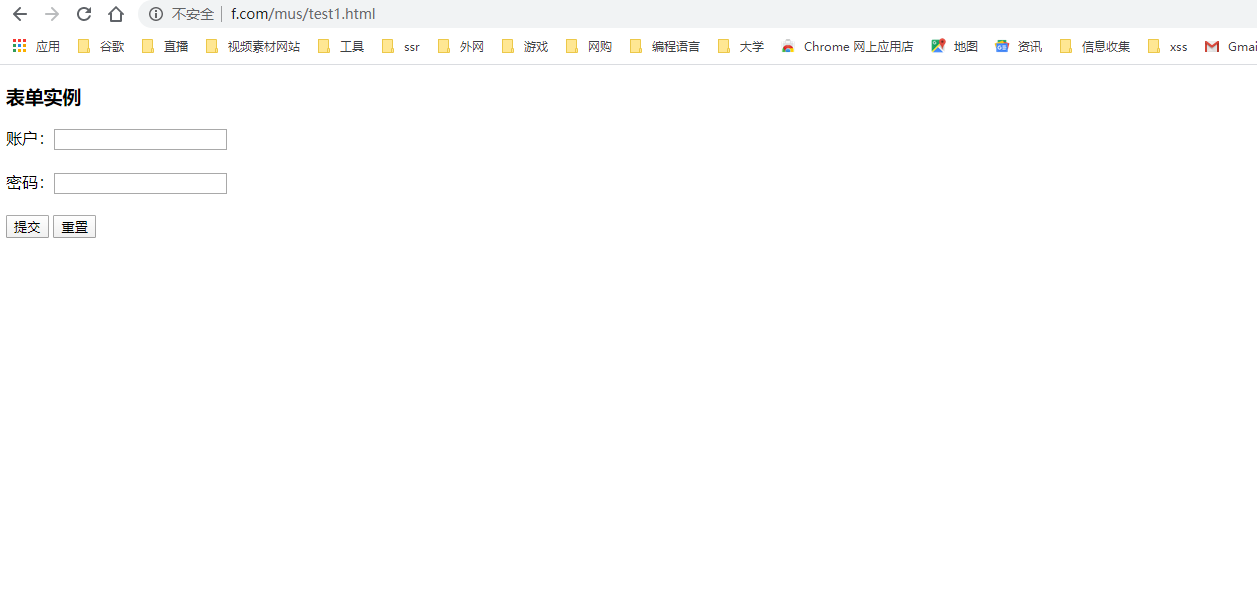 不安全 f.com/mus/test1.html
应用 谷歌 直播 视频素材网站 工具 ssr 外网 游戏 网购 编程语言 大学 Chrome 网上应用店 地图 资讯 信息收集 xss Gmai
表单实例
账户：
密码：
提交 重置